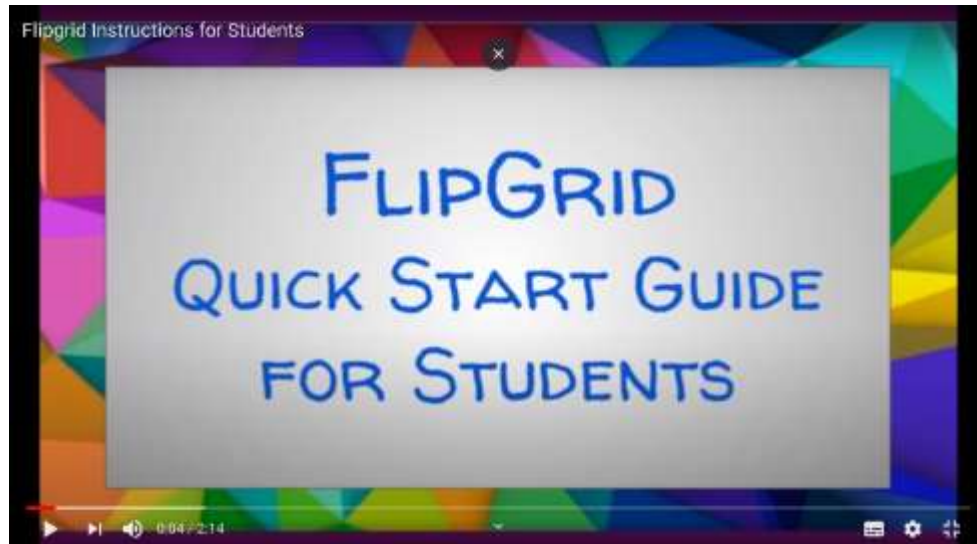 Flipgrid Instructions for Students
FLIPGRID
QUICK START GUIDE
FOR STUDENTS
0:04 / 2:14